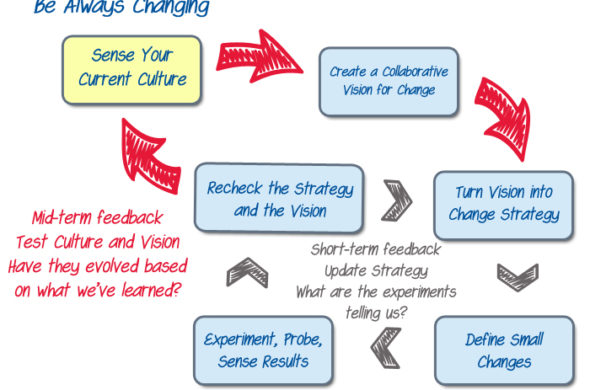 Be Always Changing
Sense Your
Current Culture
Create a Collaborative
Vision for Change
Recheck the Strategy
and the Vision
Turn Vision into
Change Strategy
Mid-term feedback
Test Culture and Vision
Have they evolved based
on what we've learned?
Short-term feedback
Update Strategy
What are the experiments
telling us?
Experiment, Probe,
Sense Results
Define Small
Changes